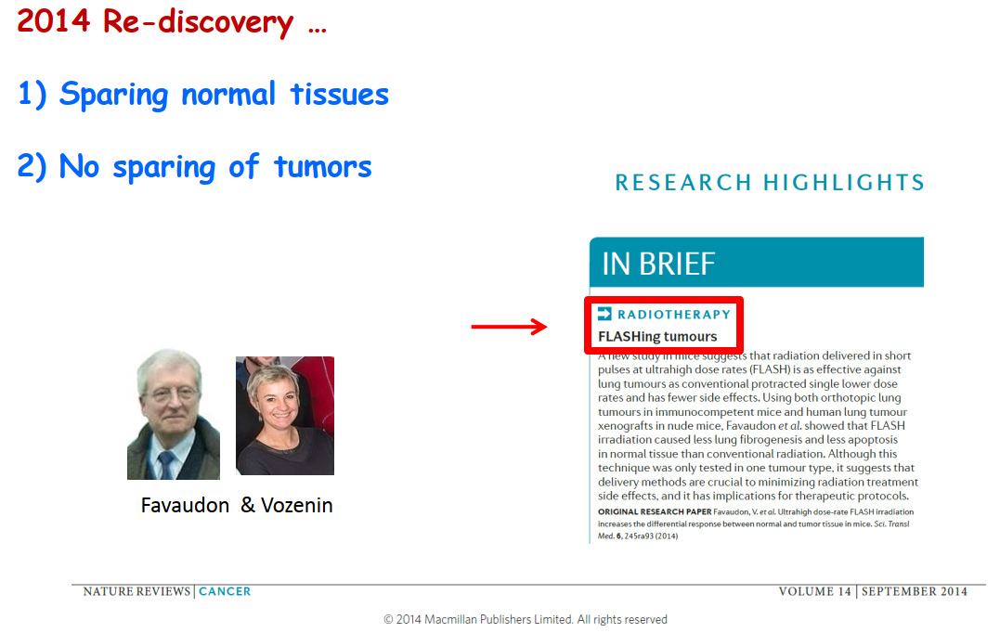 2014 Re-discovery …
1) Sparing normal tissues
2) No sparing of tumors
RESEARCH HIGHLIGHTS
IN BRIEF
RADIOTHERAPY
FLASHing tumours
A new study in mice suggests that radiation delivered in short
pulses at ultrahigh dose rates (FLASH) is as effective against
lung tumours as conventional protracted single lower dose
rates and has fewer side effects. Using both orthotopic lung
tumours in immunocompetent mice and human lung tumour
xenografts in nude mice, Favaudon et al. showed that FLASH
irradiation caused less lung fibrogenesis and less apoptosis
in normal tissue than conventional radiation. Although this
technique was only tested in one tumour type, it suggests that
delivery methods are crucial to minimizing radiation treatment
side effects, and it has implications for therapeutic protocols.
ORIGINAL RESEARCH PAPER Favaudon, V. et al. Ultrahigh dose-rate FLASH irradiation
increases the differential response between normal and tumor tissue in mice. Sci. Transl
Med. 6, 245ra93 (2014)
Favaudon & Vozenin
NATURE REVIEWS | CANCER
VOLUME 14 | SEPTEMBER 2014
© 2014 Macmillan Publishers Limited. All rights reserved